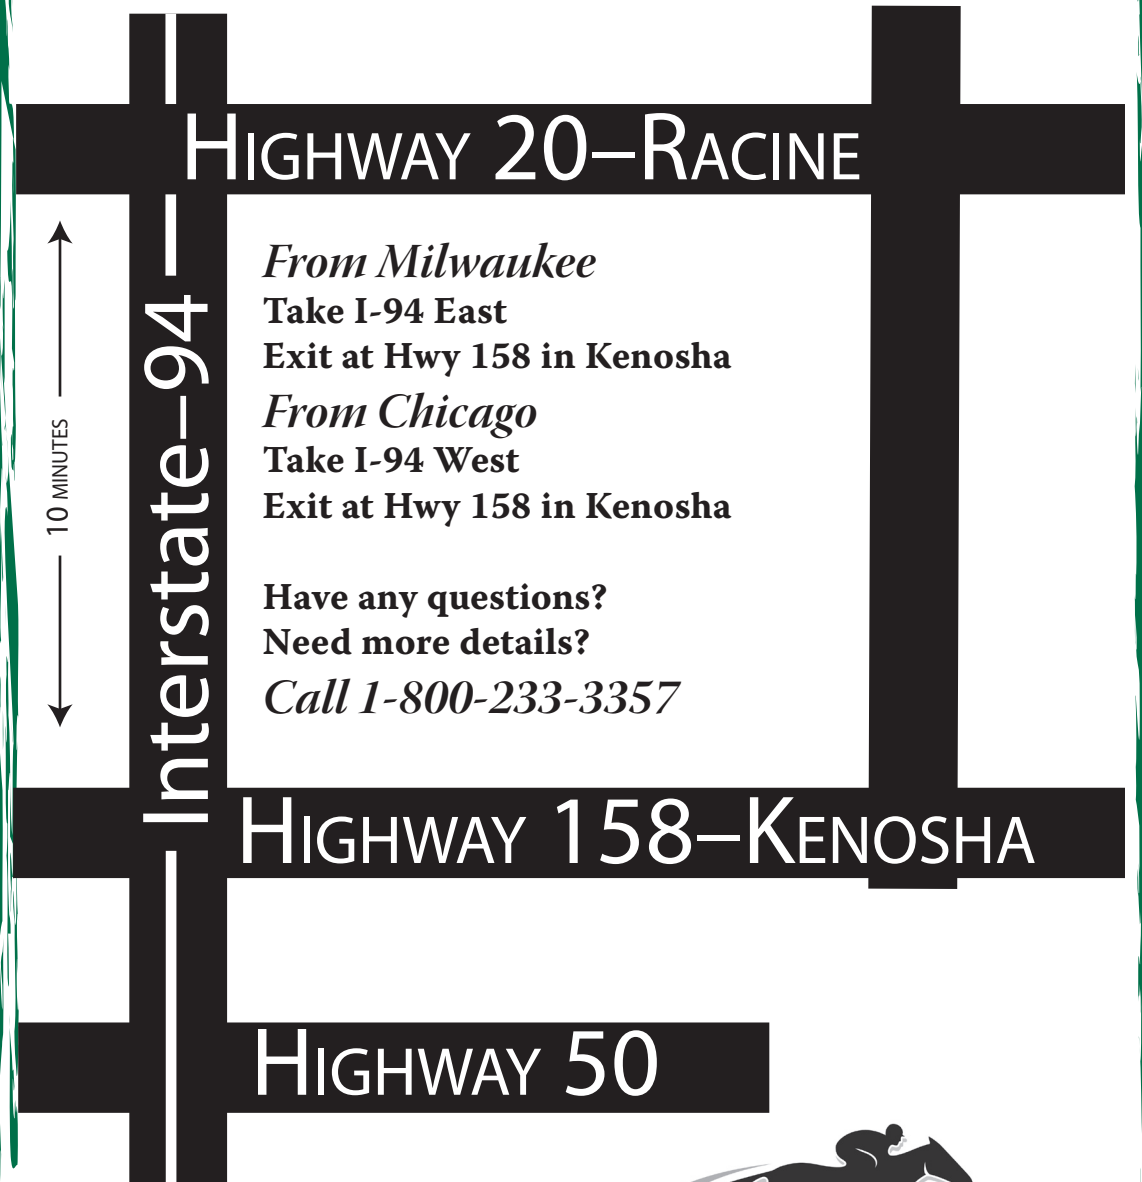 Highway 20–Racine
From Milwaukee
Take I-94 East
Exit at Hwy 158 in Kenosha
From Chicago
Take I-94 West
Exit at Hwy 158 in Kenosha
Have any questions?
Need more details?
Call 1-800-233-3357
10 MINUTES
Interstate–94
Highway 158–Kenosha
Highway 50